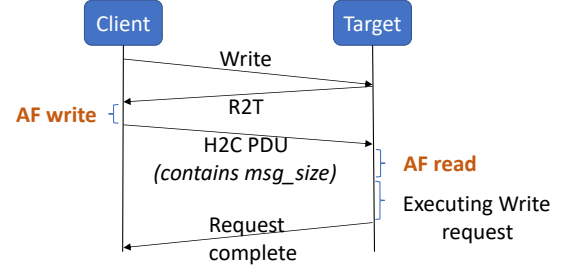 Client
Target
Write
R2T
AF write
H2C PDU
(contains msg_size)
AF read
Executing Write
request
Request
complete